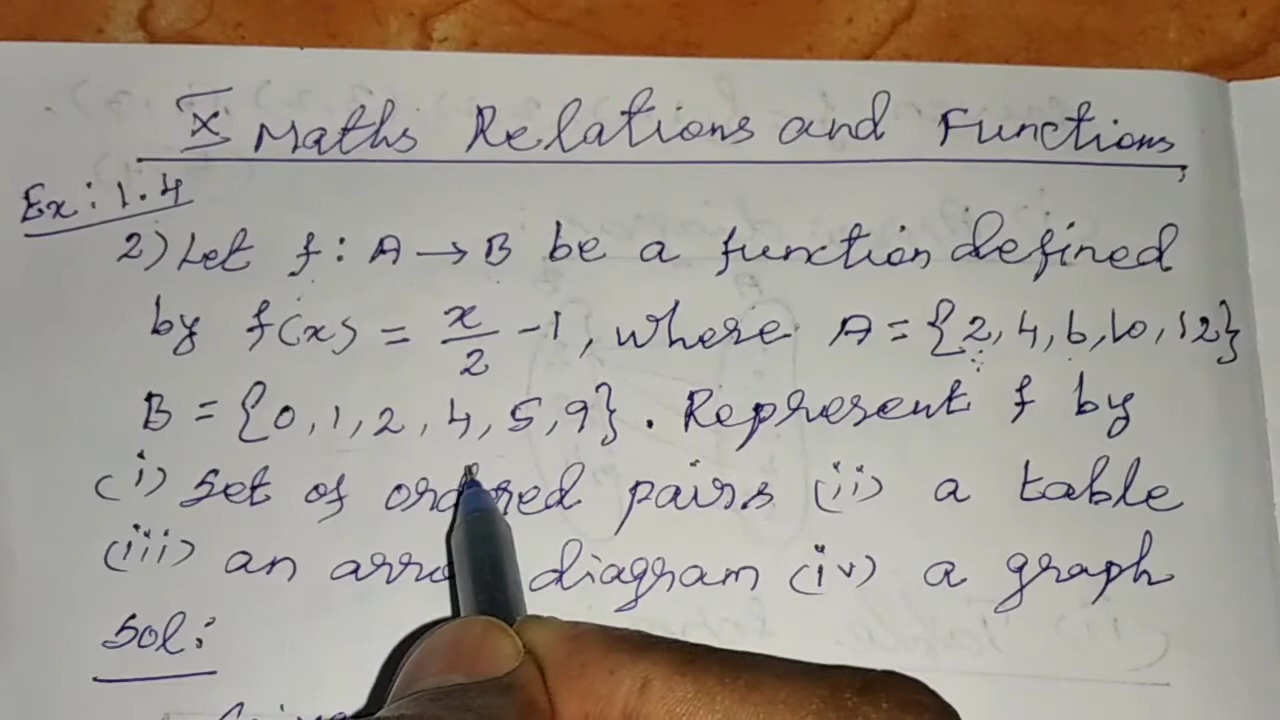 X Maths Relations and Functions
Ex: 1.4
2) Let f: A → B be a function defined
by f(x) = x/2 -1, where A = {2, 4, 6, 10, 12}
B = {0, 1, 2, 4, 5, 9}. Represent f by
(i) set of ordered pairs (ii) a table
(iii) an arrow diagram (iv) a graph
Sol: